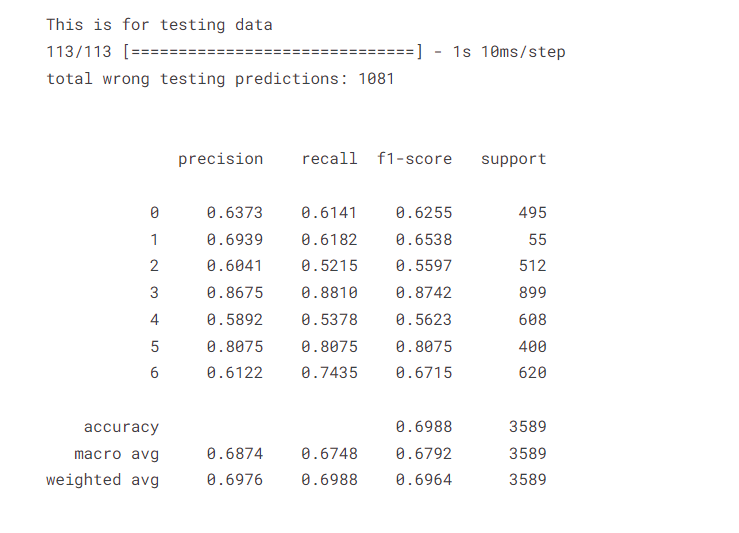 This is for testing data
113/113 [==============================] - 1s 10ms/step
total wrong testing predictions: 1081
precision recall f1-score support
0 0.6373 0.6141 0.6255 495
1 0.6939 0.6182 0.6538 55
2 0.6041 0.5215 0.5597 512
3 0.8675 0.8810 0.8742 899
4 0.5892 0.5378 0.5623 608
5 0.8075 0.8075 0.8075 400
6 0.6122 0.7435 0.6715 620
accuracy 0.6988 3589
macro avg 0.6874 0.6748 0.6792 3589
weighted avg 0.6976 0.6988 0.6964 3589